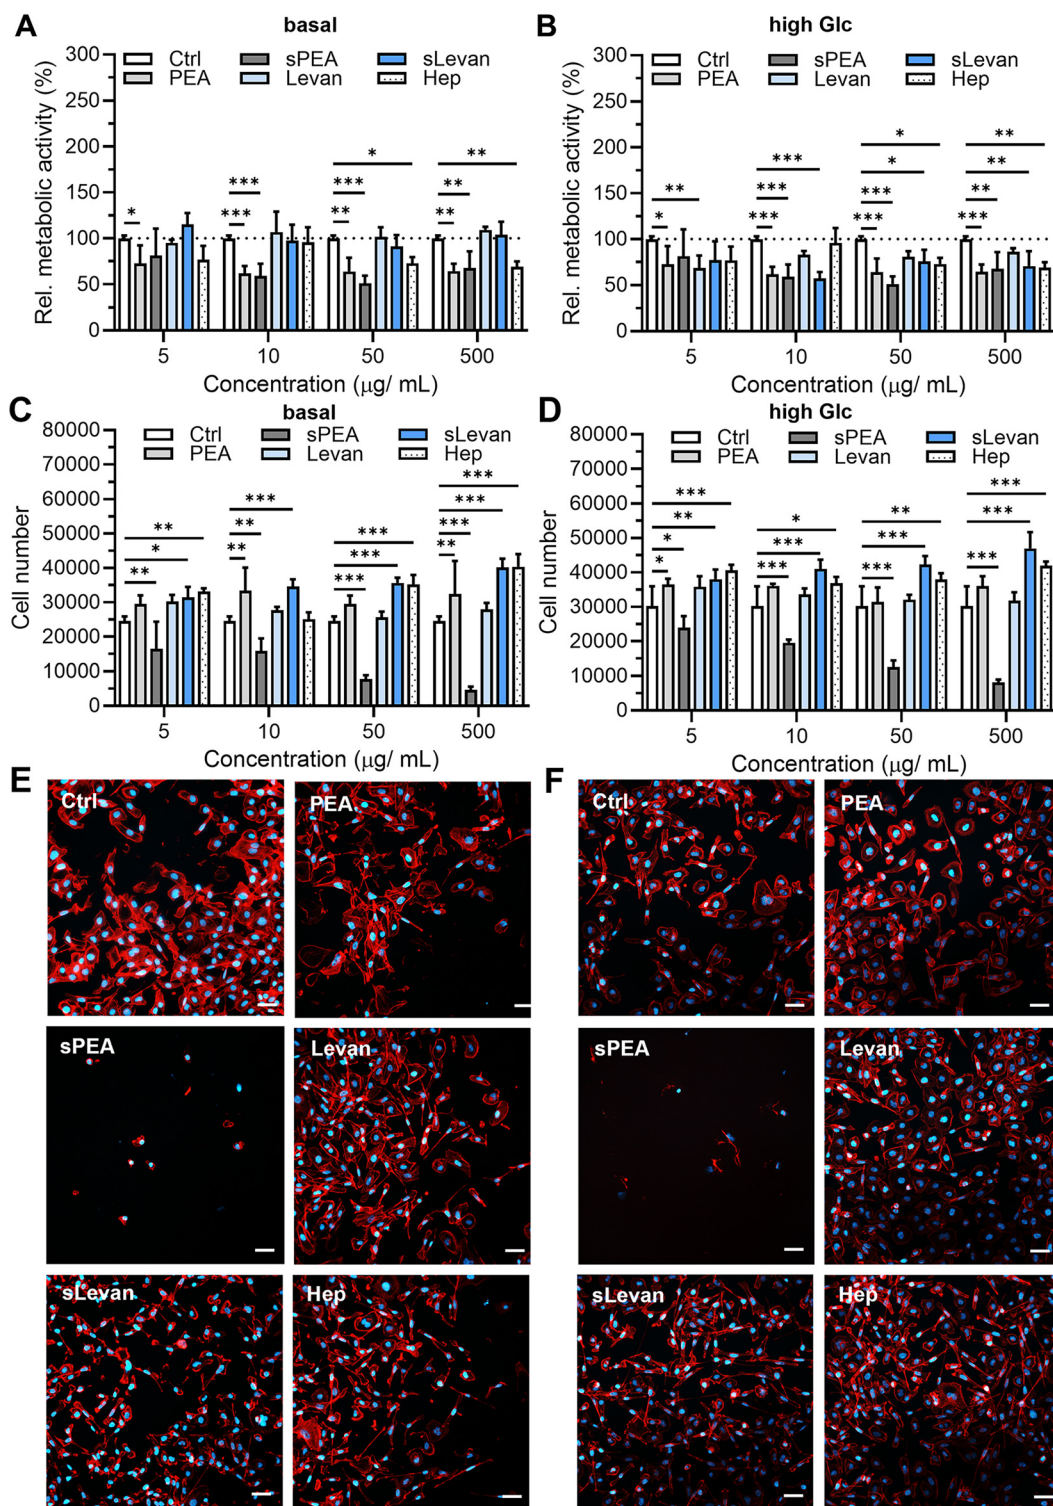 A
basal
B
high Glc
Rel. metabolic activity (%)
300
250
200
150
100
50
0
Ctrl
sPEA
sLevan
PEA
Levan
Hep
*
***
***
**
***
*
**
**
**
5
10
50
500
Concentration (μg/ mL)
Rel. metabolic activity (%)
300
250
200
150
100
50
0
Ctrl
sPEA
sLevan
PEA
Levan
Hep
**
*
***
***
***
*
*
***
***
**
**
**
***
5
10
50
500
Concentration (μg/ mL)
C
basal
D
high Glc
Cell number
80000
70000
60000
50000
40000
30000
20000
10000
0
Ctrl
sPEA
sLevan
PEA
Levan
Hep
**
*
**
***
**
**
***
***
***
***
***
***
**
5
10
50
500
Concentration (μg/ mL)
Cell number
80000
70000
60000
50000
40000
30000
20000
10000
0
Ctrl
sPEA
sLevan
PEA
Levan
Hep
***
**
*
*
*
***
***
**
***
***
***
***
***
5
10
50
500
Concentration (μg/ mL)
E
Ctrl
PEA
sPEA
Levan
sLevan
Hep
F
Ctrl
PEA
sPEA
Levan
sLevan
Hep